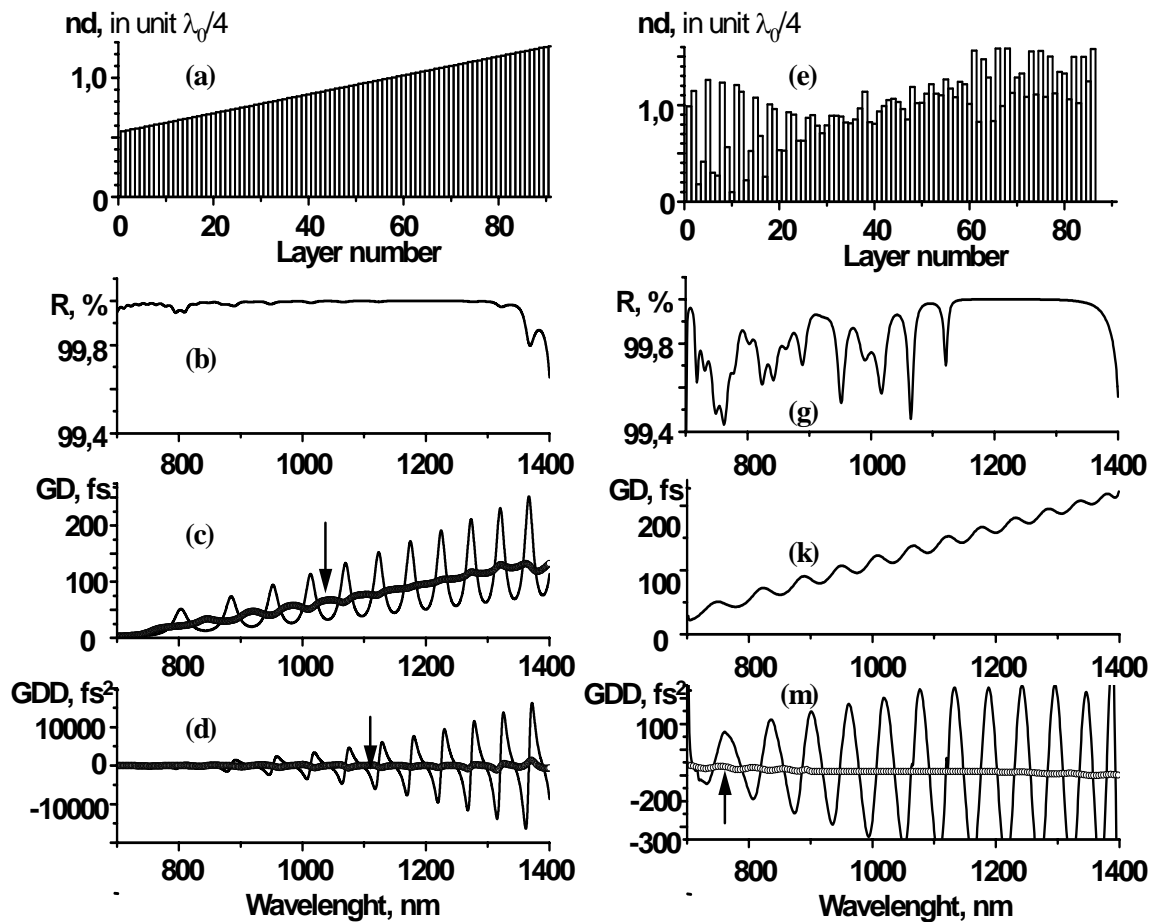 nd, in unit λ0/4
(a)
1,0
0
0 20 40 60 80
Layer number
R, %
99,8
99,4
(b)
800 1000 1200 1400
GD, fs
200
100
0
(c)
800 1000 1200 1400
GDD, fs2
10000
0
-10000
(d)
800 1000 1200 1400
Wavelenght, nm
nd, in unit λ0/4
(e)
1,0
0
0 20 40 60 80
Layer number
R, %
99,8
99,4
(g)
800 1000 1200 1400
GD, fs
200
100
0
(k)
800 1000 1200 1400
GDD, fs2
100
-200
-300
(m)
800 1000 1200 1400
Wavelenght, nm